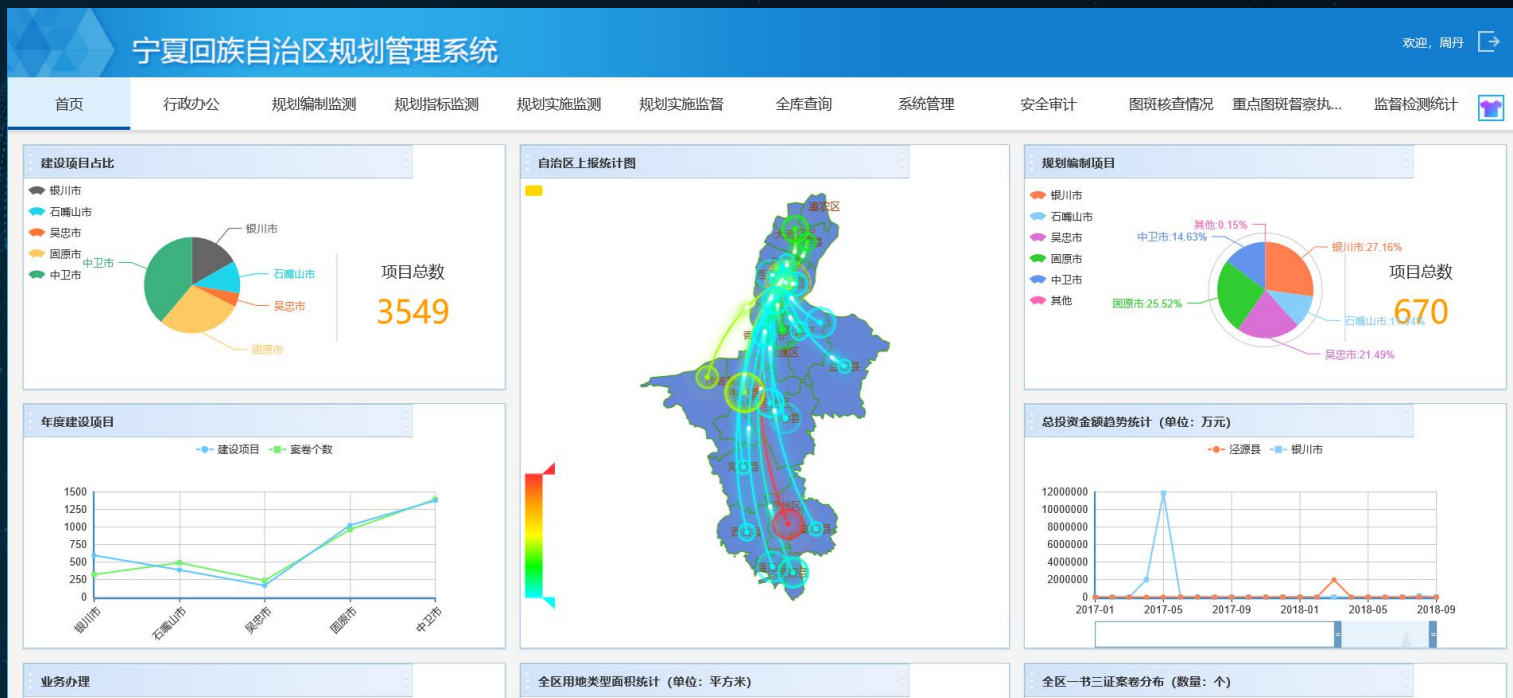 宁夏回族自治区规划管理系统
欢迎, 周丹
首页 行政办公 规划编制监测 规划指标监测 规划实施监测 规划实施监督 全库查询 系统管理 安全审计 图斑核查情况 重点图斑督察执... 监督检测统计
建设项目占比
银川市
石嘴山市
吴忠市
固原市
中卫市
银川市
石嘴山市
吴忠市
固原市
中卫市
项目总数
3549
自治区上报统计图
规划编制项目
银川市
石嘴山市
吴忠市
固原市
中卫市
其他
其他:0.15%
中卫市:14.63%
银川市:27.16%
固原市:25.52%
石嘴山市:
吴忠市:21.49%
项目总数
670
年度建设项目
建设项目 案卷个数
1500
1250
1000
750
500
250
0
银川市 石嘴山市 吴忠市 固原市 中卫市
总投资金额趋势统计（单位：万元）
泾源县 银川市
12000000
10000000
8000000
6000000
4000000
2000000
0
2017-01 2017-05 2017-09 2018-01 2018-05 2018-09
业务办理
全区用地类型面积统计（单位：平方米）
全区一书三证案卷分布（数量：个）